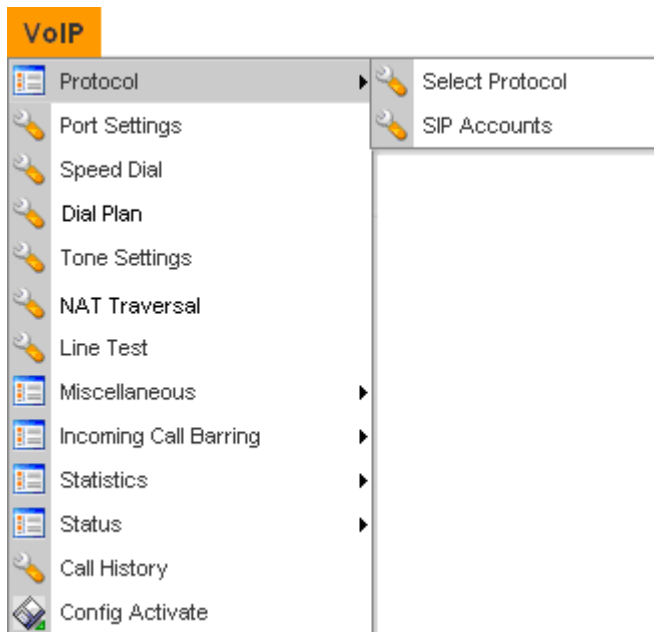 VoIP
Protocol
Select Protocol
Port Settings
SIP Accounts
Speed Dial
Dial Plan
Tone Settings
NAT Traversal
Line Test
Miscellaneous
Incoming Call Barring
Statistics
Status
Call History
Config Activate